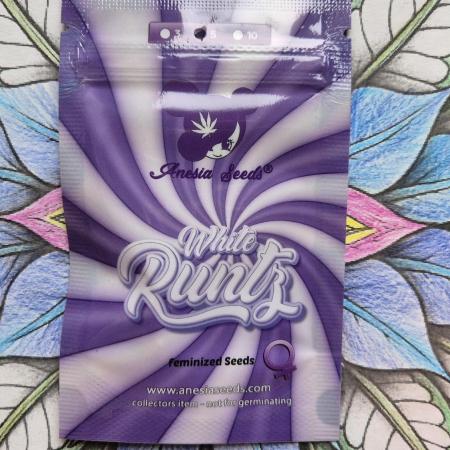 3 5 10
Anesia Seeds®
White
Runtz
Feminized Seeds
www.anesiaseeds.com
collectors item - not for germinating